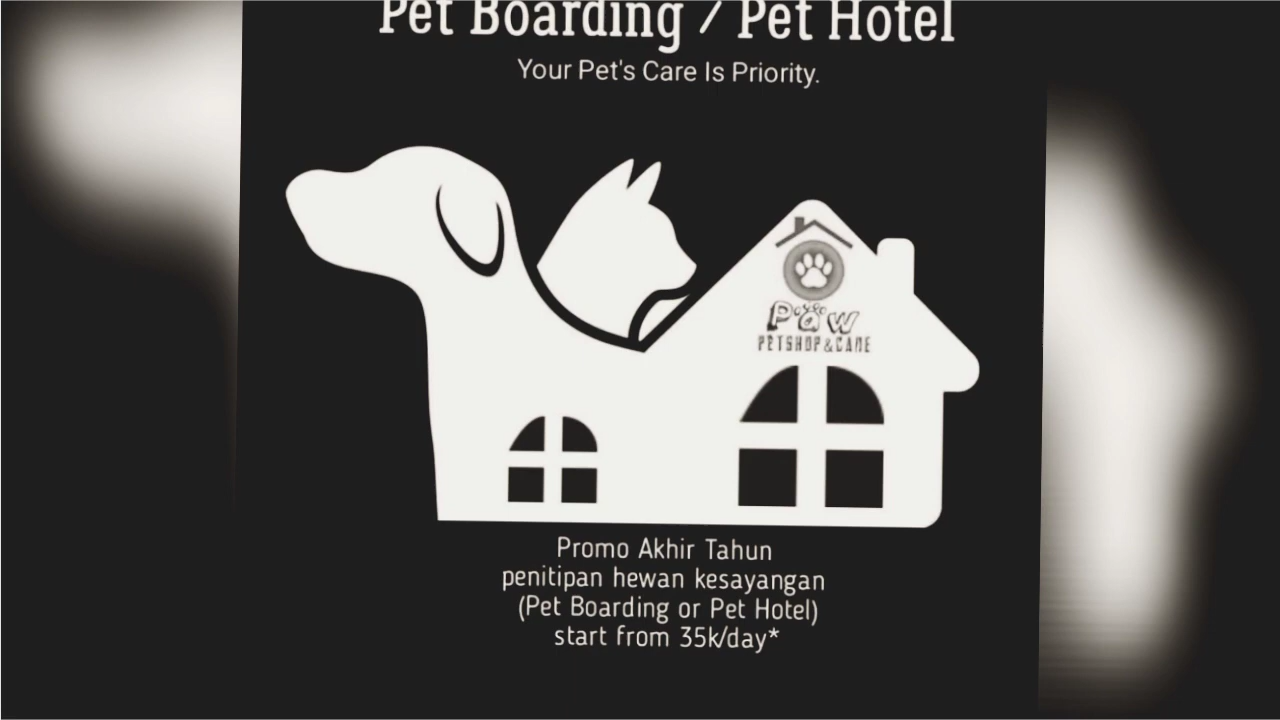 Pet Boarding / Pet Hotel
Your Pet's Care Is Priority.
Paw
PETSHOP & CARE
Promo Akhir Tahun
penitipan hewan kesayangan
(Pet Boarding or Pet Hotel)
start from 35k/day*